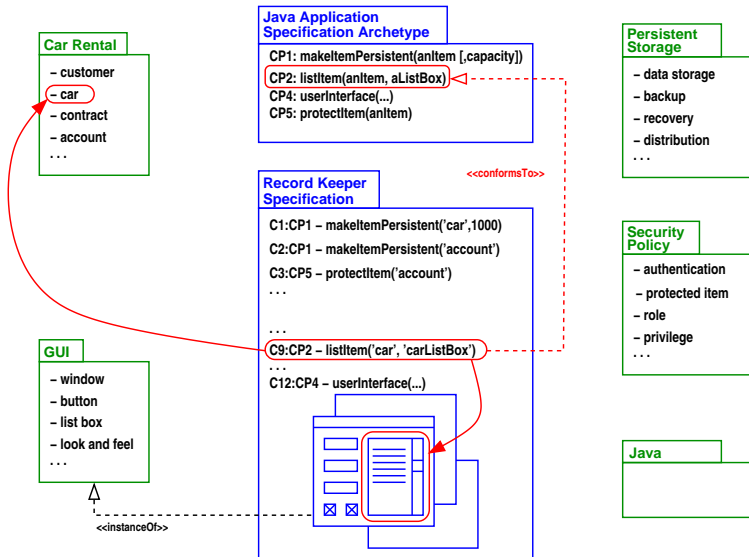 Car Rental
– customer
– car
– contract
– account
. . .
Java Application
Specification Archetype
CP1: makeItemPersistent(anItem [,capacity])
CP2: listItem(anItem, aListBox)
CP4: userInterface(...)
CP5: protectItem(anItem)
Persistent
Storage
– data storage
– backup
– recovery
– distribution
. . .
<<conformsTo>>
Record Keeper
Specification
C1:CP1 – makeItemPersistent('car',1000)
C2:CP1 – makeItemPersistent('account')
C3:CP5 – protectItem('account')
. . .
. . .
C9:CP2 – listItem('car', 'carListBox')
. . .
C12:CP4 – userInterface(...)
Security
Policy
– authentication
– protected item
– role
– privilege
. . .
GUI
– window
– button
– list box
– look and feel
. . .
<<instanceOf>>
Java